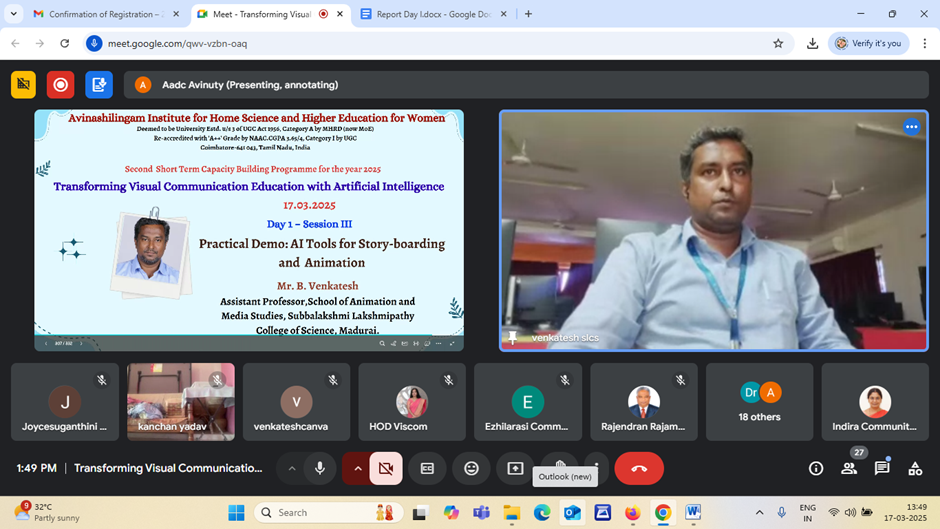 Confirmation of Registration – 2
Meet - Transforming Visual
Report Day I.docx - Google Doc
meet.google.com/qwv-vzbn-oaq
Verify it's you
A
Aadc Avinuty (Presenting, annotating)
Avinashilingam Institute for Home Science and Higher Education for Women
Deemed to be University Estd. u/s 3 of UGC Act 1956, Category A by MHRD (now MoE)
Re-accredited with 'A++' Grade by NAAC.CGPA 3.65/4, Category I by UGC
Coimbatore-641 043, Tamil Nadu, India
Second Short Term Capacity Building Programme for the year 2025
Transforming Visual Communication Education with Artificial Intelligence
17.03.2025
Day 1 – Session III
Practical Demo: AI Tools for Story-boarding
and Animation
Mr. B. Venkatesh
Assistant Professor,School of Animation and
Media Studies, Subbalakshmi Lakshmipathy
College of Science, Madurai.
venkatesh slcs
J
Joycesuganthini ...
kanchan yadav
V
venkateshcanva
HOD Viscom
E
Ezhilarasi Comm...
Rajendran Rajam...
Dr
A
18 others
Indira Communit...
1:49 PM | Transforming Visual Communicatio...
27
Outlook (new)
9
32°C
Partly sunny
Search
ENG
IN
13:49
17-03-2025